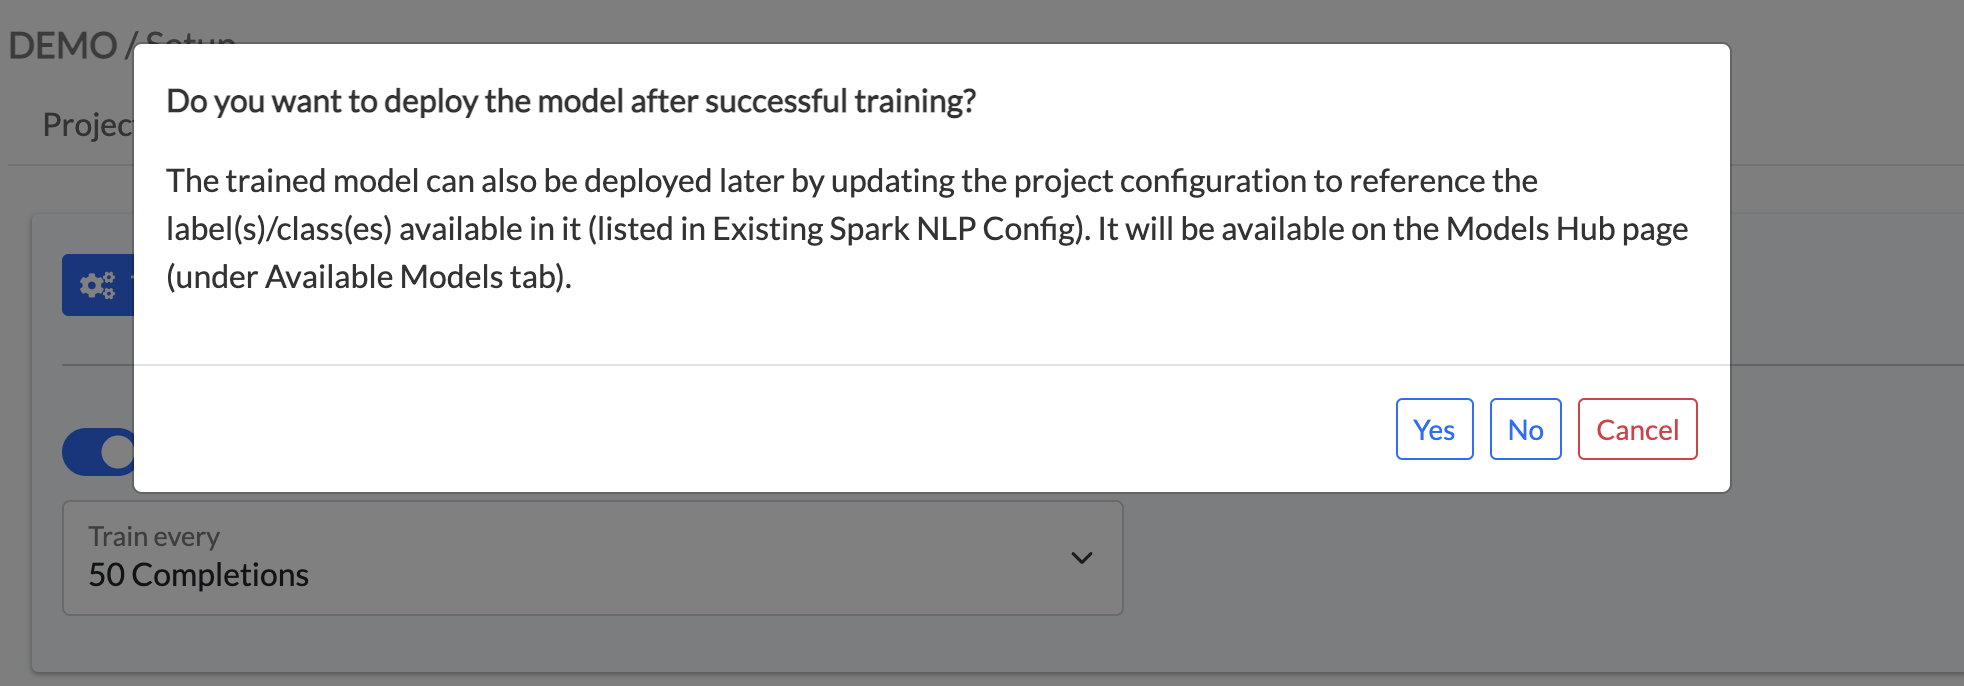 DEMO / Setup
Do you want to deploy the model after successful training?
Project
The trained model can also be deployed later by updating the project configuration to reference the
label(s)/class(es) available in it (listed in Existing Spark NLP Config). It will be available on the Models Hub page
(under Available Models tab).
Yes No Cancel
Train every
50 Completions